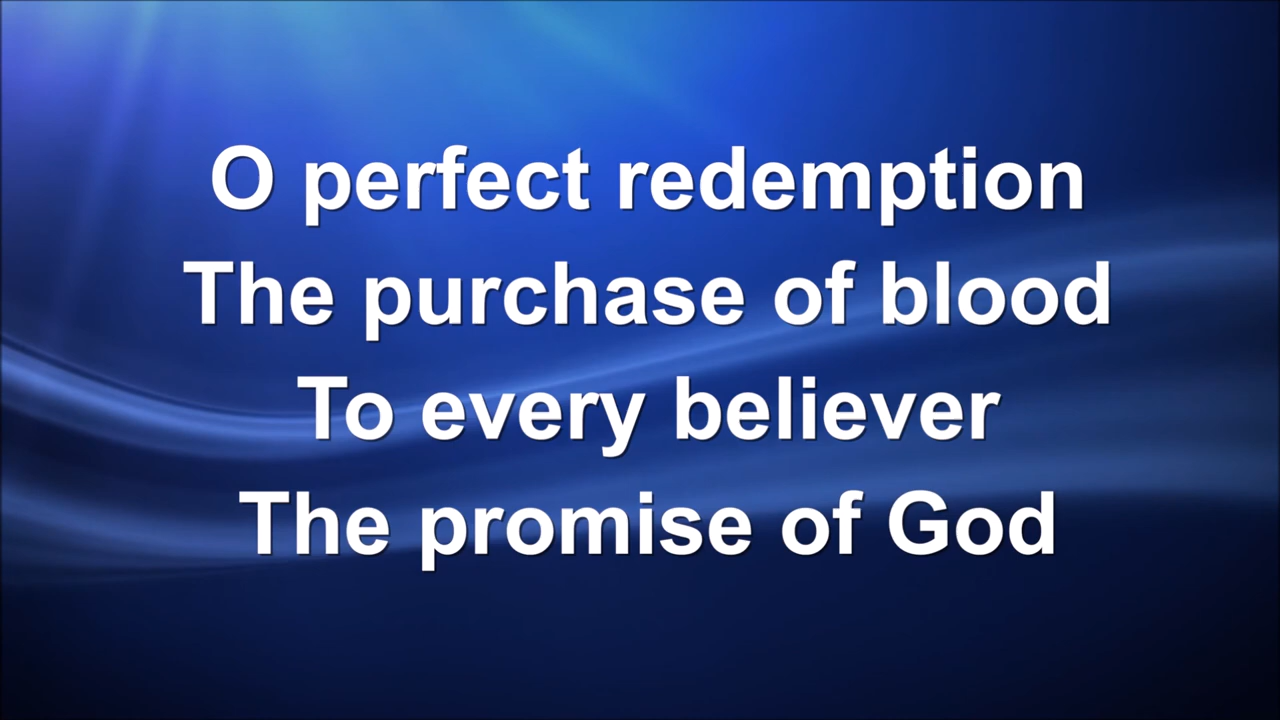 O perfect redemption
The purchase of blood
To every believer
The promise of God